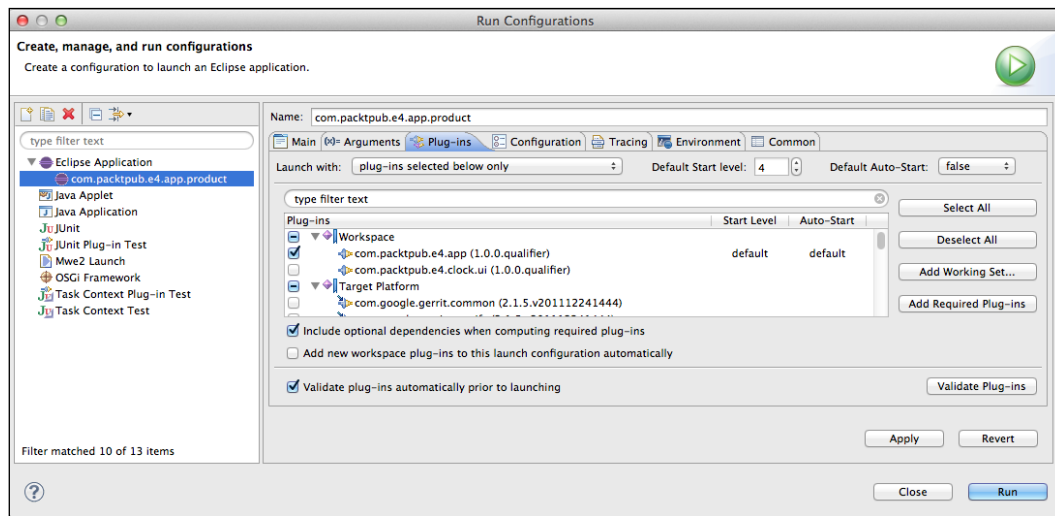 Run Configurations
Create, manage, and run configurations
Create a configuration to launch an Eclipse application.
type filter text
Eclipse Application
com.packtpub.e4.app.product
Java Applet
Java Application
JUnit
JUnit Plug-in Test
Mwe2 Launch
OSGi Framework
Task Context Plug-in Test
Task Context Test
Filter matched 10 of 13 items
Name: com.packtpub.e4.app.product
Main (x)= Arguments Plug-ins Configuration Tracing Environment Common
Launch with: plug-ins selected below only Default Start level: 4 Default Auto-Start: false
type filter text
Plug-ins Start Level Auto-Start
Workspace
com.packtpub.e4.app (1.0.0.qualifier) default default
com.packtpub.e4.clock.ui (1.0.0.qualifier)
Target Platform
com.google.gerrit.common (2.1.5.v201112241444)
Select All
Deselect All
Add Working Set...
Add Required Plug-ins
Include optional dependencies when computing required plug-ins
Add new workspace plug-ins to this launch configuration automatically
Validate plug-ins automatically prior to launching Validate Plug-ins
Apply Revert
? Close Run